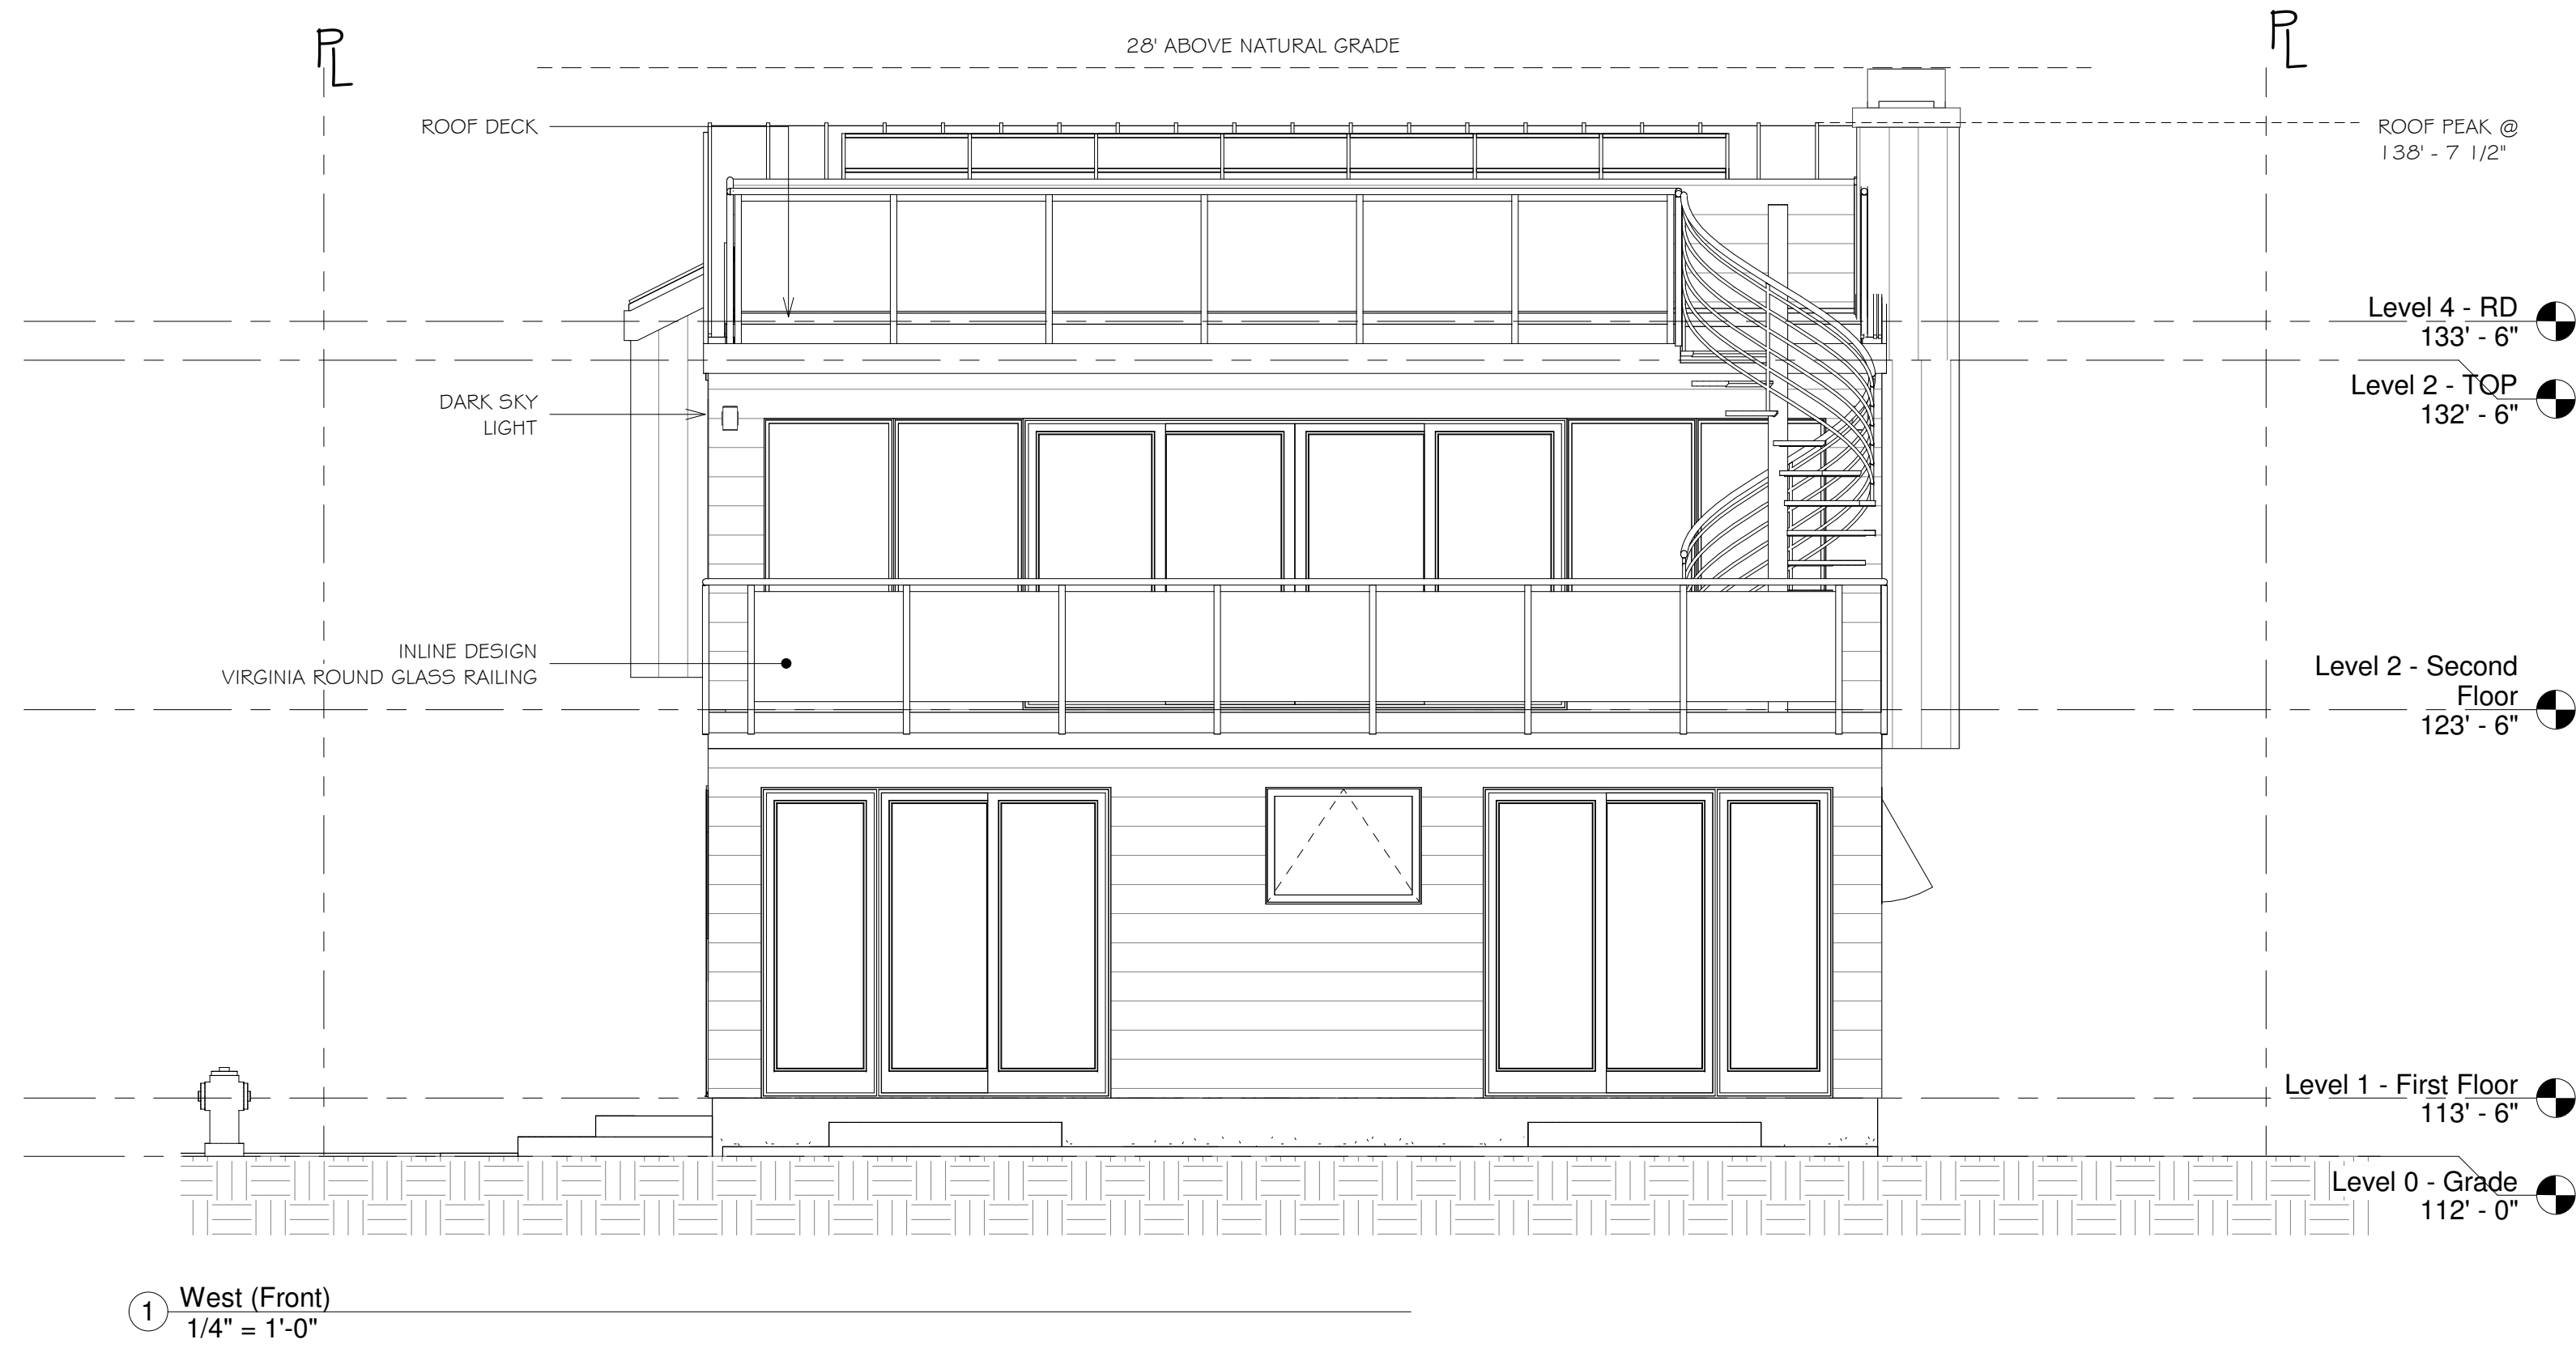 PL
PL
28' ABOVE NATURAL GRADE
ROOF DECK
ROOF PEAK @
138' - 7 1/2"
Level 4 - RD
133' - 6"
Level 2 - TOP
132' - 6"
DARK SKY
LIGHT
INLINE DESIGN
VIRGINIA ROUND GLASS RAILING
Level 2 - Second
Floor
123' - 6"
Level 1 - First Floor
113' - 6"
Level 0 - Grade
112' - 0"
1
West (Front)
1/4" = 1'-0"